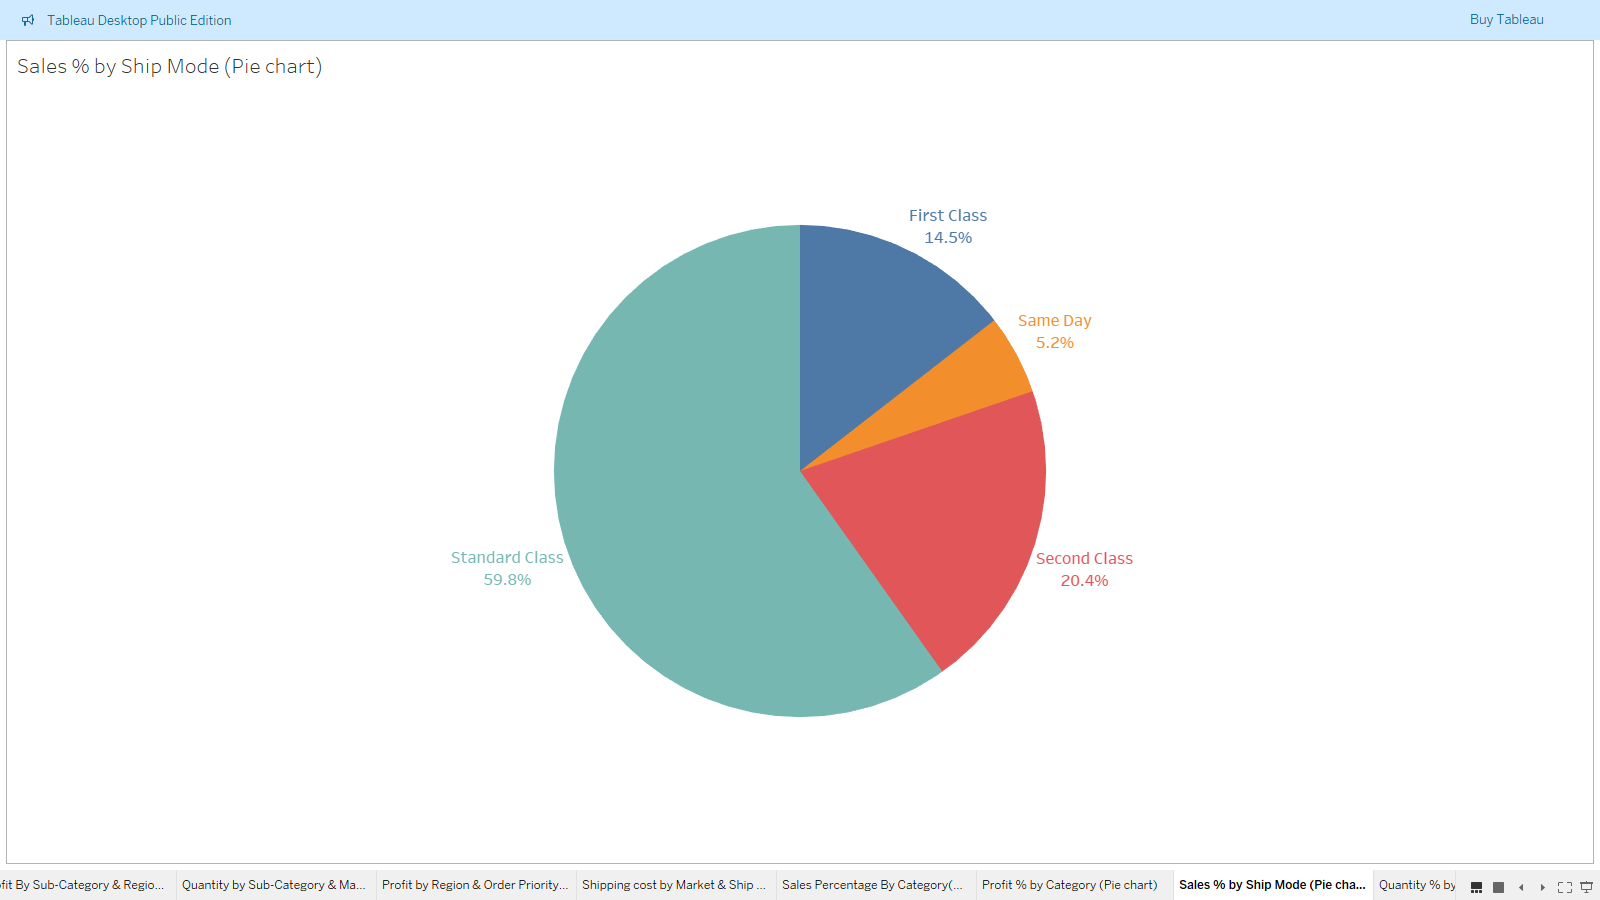 Tableau Desktop Public Edition
Buy Tableau
Sales % by Ship Mode (Pie chart)
First Class
14.5%
Same Day
5.2%
Standard Class
59.8%
Second Class
20.4%
fit By Sub-Category & Regio...
Quantity by Sub-Category & Ma...
Profit by Region & Order Priority...
Shipping cost by Market & Ship ...
Sales Percentage By Category(...
Profit % by Category (Pie chart)
Sales % by Ship Mode (Pie cha...
Quantity % by